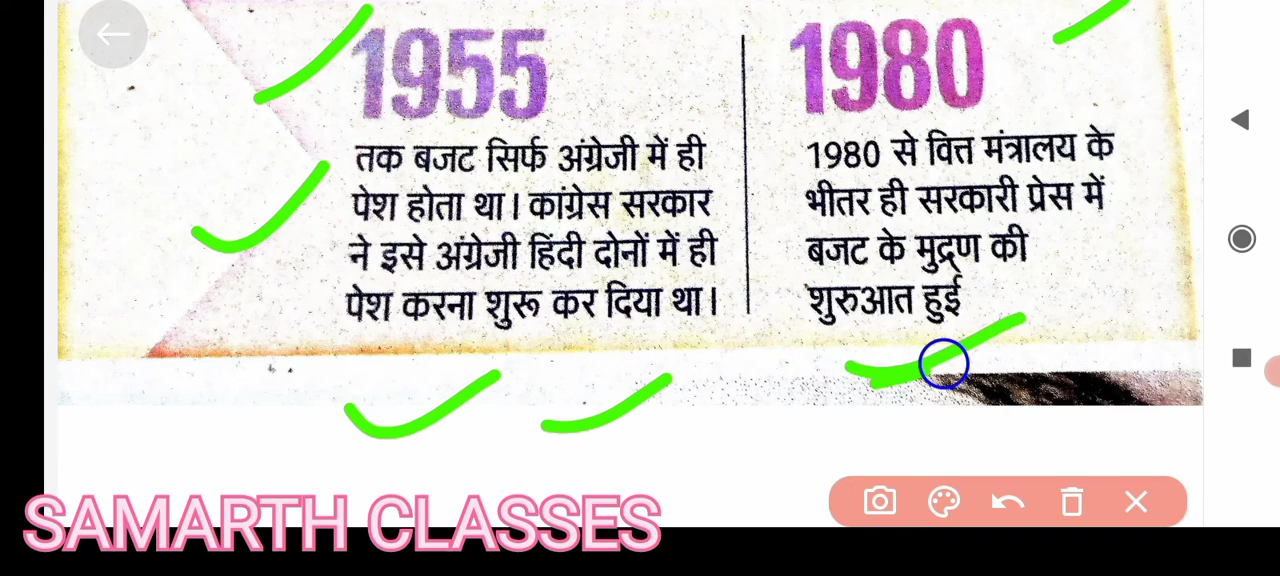 1955
तक बजट सिर्फ अंग्रेजी में ही
पेश होता था। कांग्रेस सरकार
ने इसे अंग्रेजी हिंदी दोनों में ही
पेश करना शुरू कर दिया था।
1980
1980 से वित्त मंत्रालय के
भीतर ही सरकारी प्रेस में
बजट के मुद्रण की
शुरुआत हुई
SAMARTH CLASSES